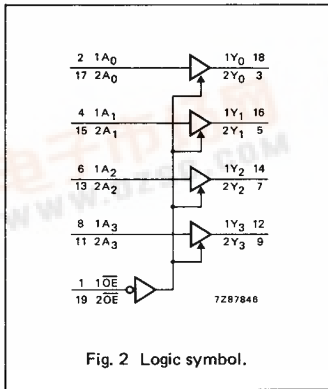 2 1A0 1Y0 18
17 2A0 2Y0 3
4 1A1 1Y1 16
15 2A1 2Y1 5
6 1A2 1Y2 14
13 2A2 2Y2 7
8 1A3 1Y3 12
11 2A3 2Y3 9
1 1O̅E̅
19 2O̅E̅
7Z87846
Fig. 2 Logic symbol.